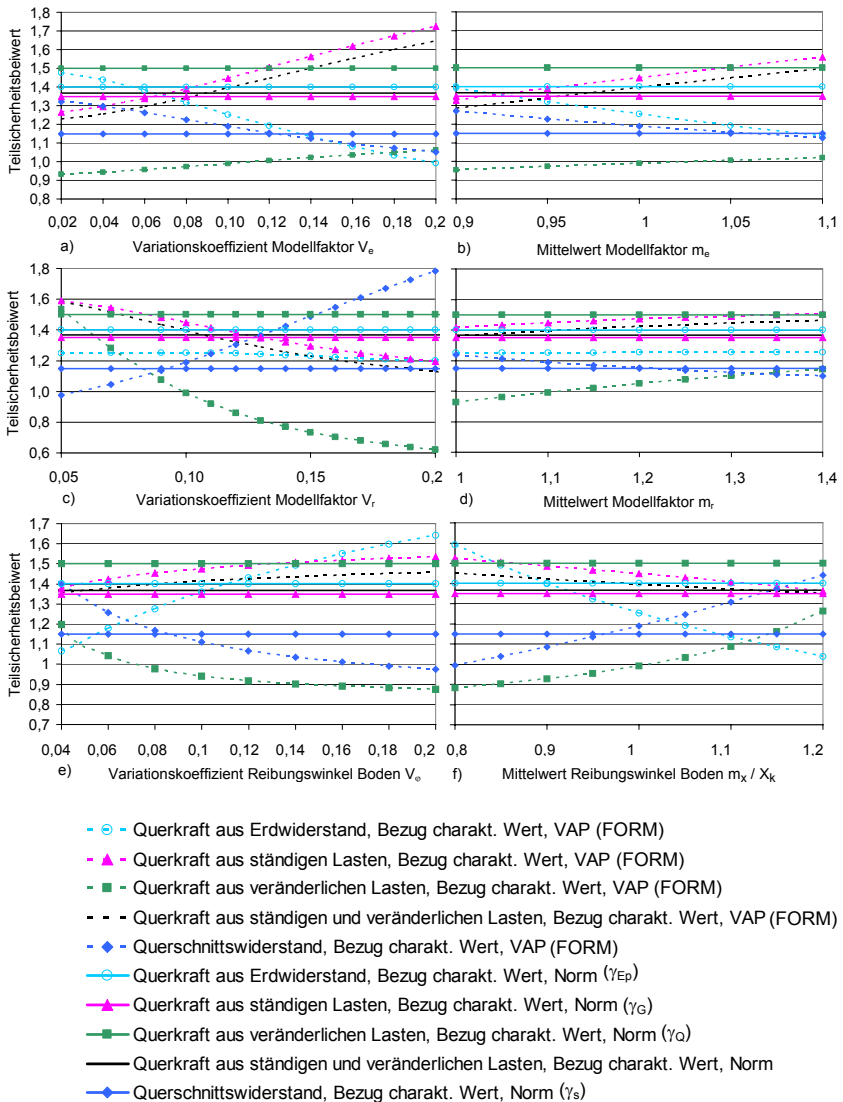 Teilsicherheitsbeiwert
1,8
1,7
1,6
1,5
1,4
1,3
1,2
1,1
1,0
0,9
0,8
0,02 0,04 0,06 0,08 0,10 0,12 0,14 0,16 0,18 0,2
a) Variationskoeffizient Modellfaktor Ve
0,9 0,95 1 1,05 1,1
b) Mittelwert Modellfaktor me
Teilsicherheitsbeiwert
1,8
1,6
1,4
1,2
1,0
0,8
0,6
0,05 0,10 0,15 0,2
c) Variationskoeffizient Modellfaktor Vr
1 1,1 1,2 1,3 1,4
d) Mittelwert Modellfaktor mr
Teilsicherheitsbeiwert
1,7
1,6
1,5
1,4
1,3
1,2
1,1
1
0,9
0,8
0,7
0,04 0,06 0,08 0,1 0,12 0,14 0,16 0,18 0,2
e) Variationskoeffizient Reibungswinkel Boden Vφ
0,8 0,9 1 1,1 1,2
f) Mittelwert Reibungswinkel Boden mx / Xk
Querkraft aus Erdwiderstand, Bezug charakt. Wert, VAP (FORM)
Querkraft aus ständigen Lasten, Bezug charakt. Wert, VAP (FORM)
Querkraft aus veränderlichen Lasten, Bezug charakt. Wert, VAP (FORM)
Querkraft aus ständigen und veränderlichen Lasten, Bezug charakt. Wert, VAP (FORM)
Querschnittswiderstand, Bezug charakt. Wert, VAP (FORM)
Querkraft aus Erdwiderstand, Bezug charakt. Wert, Norm (γEp)
Querkraft aus ständigen Lasten, Bezug charakt. Wert, Norm (γG)
Querkraft aus veränderlichen Lasten, Bezug charakt. Wert, Norm (γQ)
Querkraft aus ständigen und veränderlichen Lasten, Bezug charakt. Wert, Norm
Querschnittswiderstand, Bezug charakt. Wert, Norm (γs)